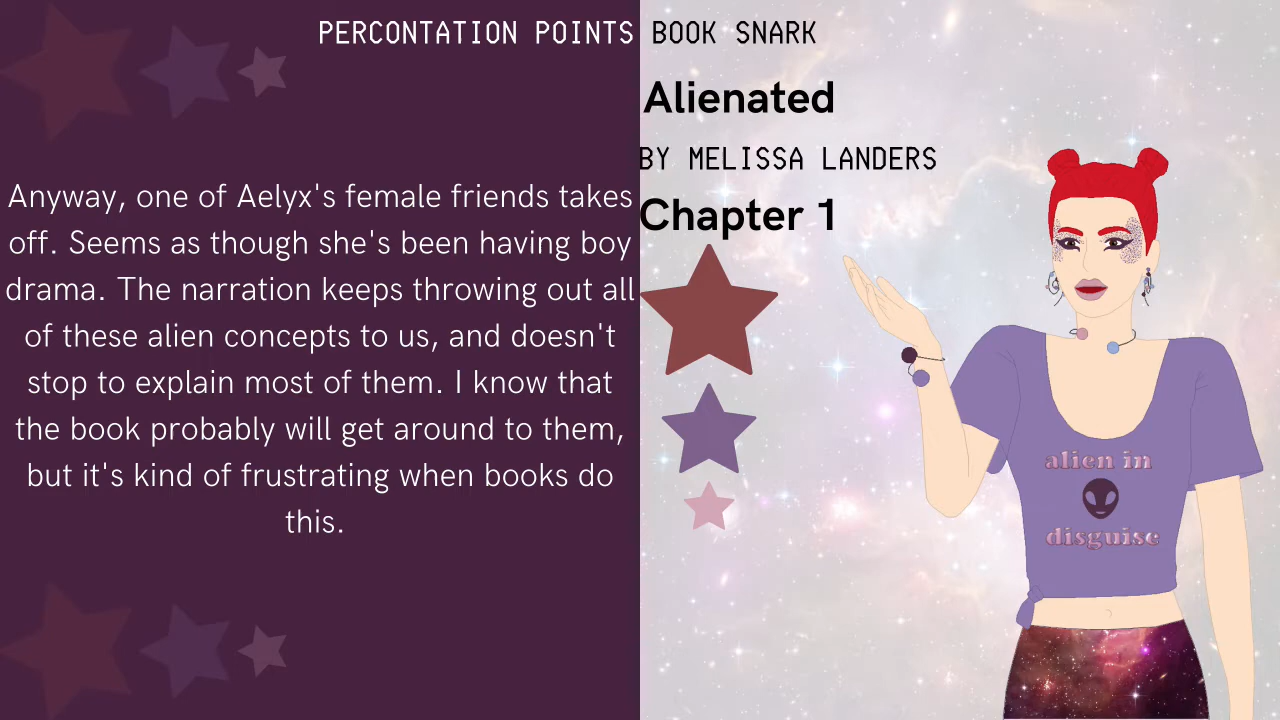 PERCONTATION POINTS BOOK SNARK
Alienated
BY MELISSA LANDERS
Chapter 1
Anyway, one of Aelyx's female friends takes
off. Seems as though she's been having boy
drama. The narration keeps throwing out all
of these alien concepts to us, and doesn't
stop to explain most of them. I know that
the book probably will get around to them,
but it's kind of frustrating when books do
this.
alien in
disguise